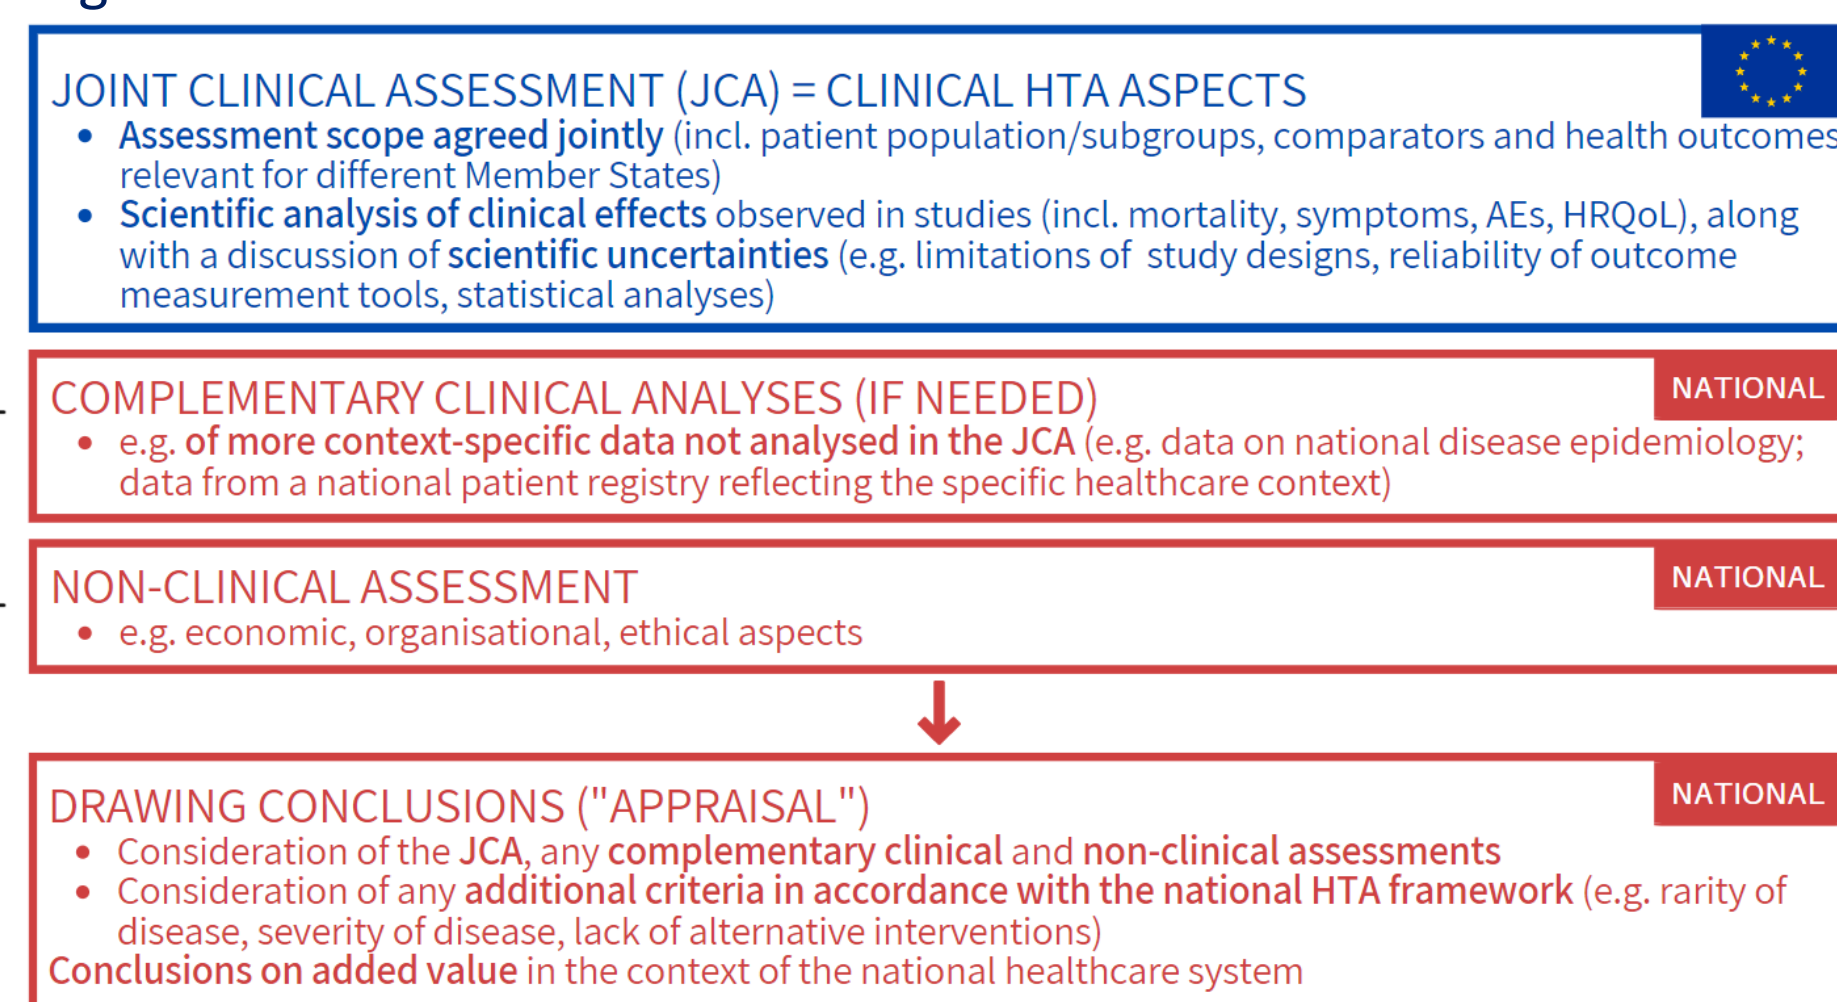 JOINT CLINICAL ASSESSMENT (JCA) = CLINICAL HTA ASPECTS
• Assessment scope agreed jointly (incl. patient population/subgroups, comparators and health outcomes
relevant for different Member States)
• Scientific analysis of clinical effects observed in studies (incl. mortality, symptoms, AEs, HRQoL), along
with a discussion of scientific uncertainties (e.g. limitations of study designs, reliability of outcome
measurement tools, statistical analyses)
NATIONAL
COMPLEMENTARY CLINICAL ANALYSES (IF NEEDED)
• e.g. of more context-specific data not analysed in the JCA (e.g. data on national disease epidemiology;
data from a national patient registry reflecting the specific healthcare context)
NATIONAL
NON-CLINICAL ASSESSMENT
• e.g. economic, organisational, ethical aspects
NATIONAL
DRAWING CONCLUSIONS ("APPRAISAL")
• Consideration of the JCA, any complementary clinical and non-clinical assessments
• Consideration of any additional criteria in accordance with the national HTA framework (e.g. rarity of
disease, severity of disease, lack of alternative interventions)
Conclusions on added value in the context of the national healthcare system